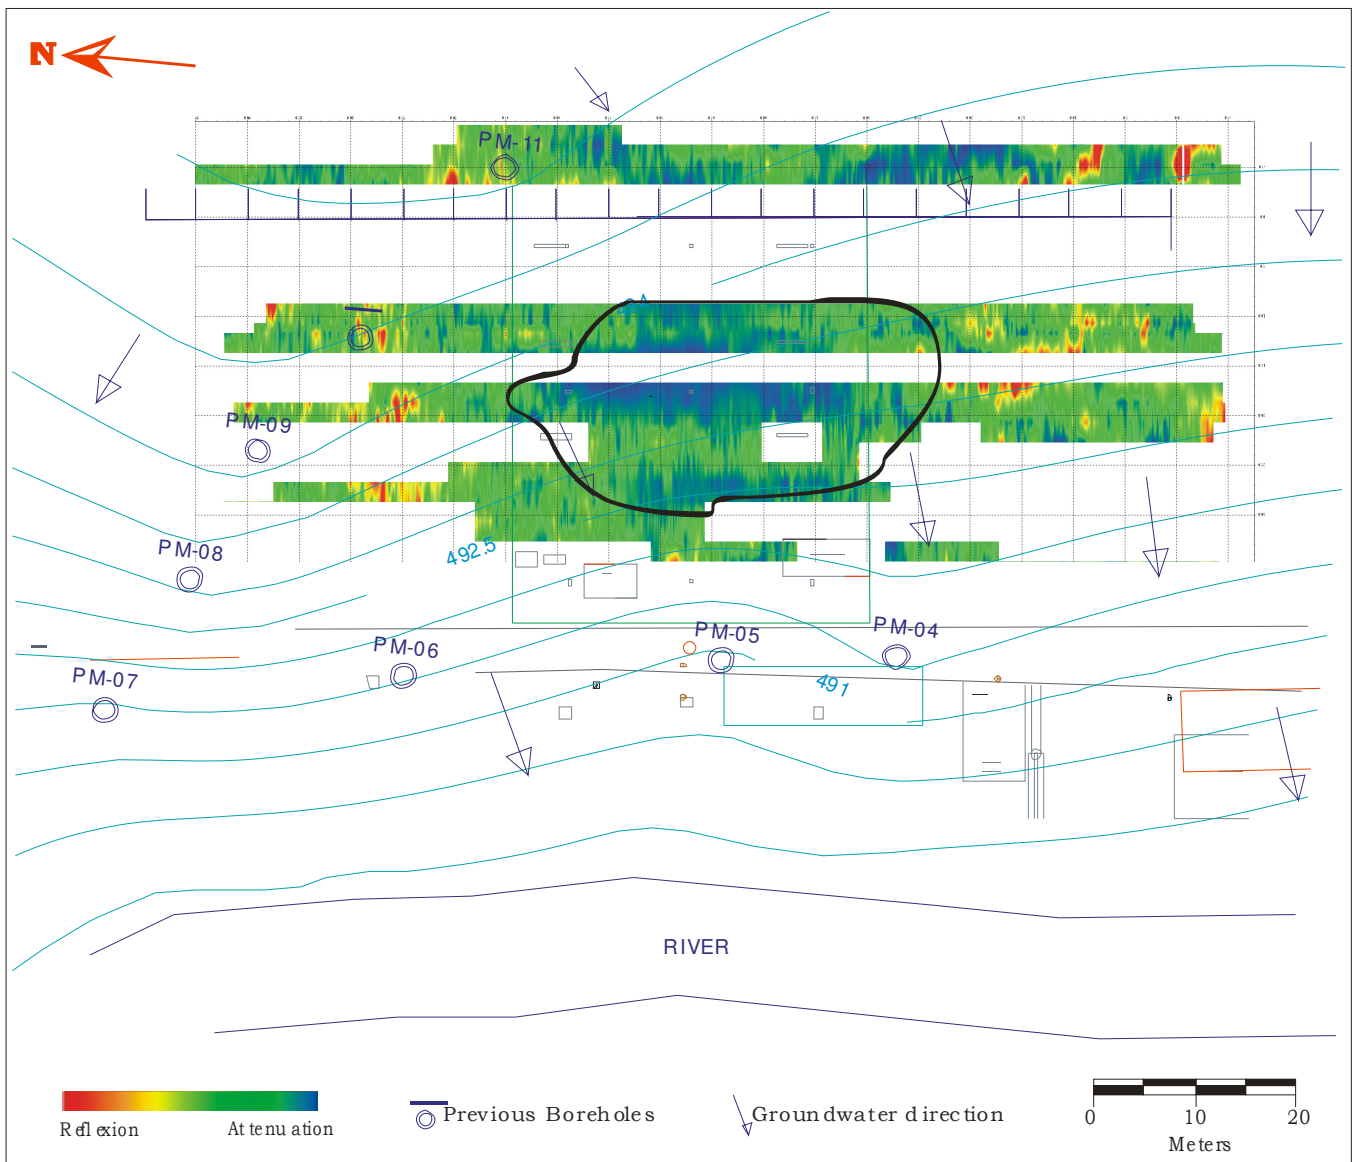 N
PM-11
PM-09
492.5
PM-08
PM-04
PM-05
PM-06
PM-07
491
RIVER
Reflexion
Attenuation
Previous Boreholes
Groundwater direction
0 10 20
Meters